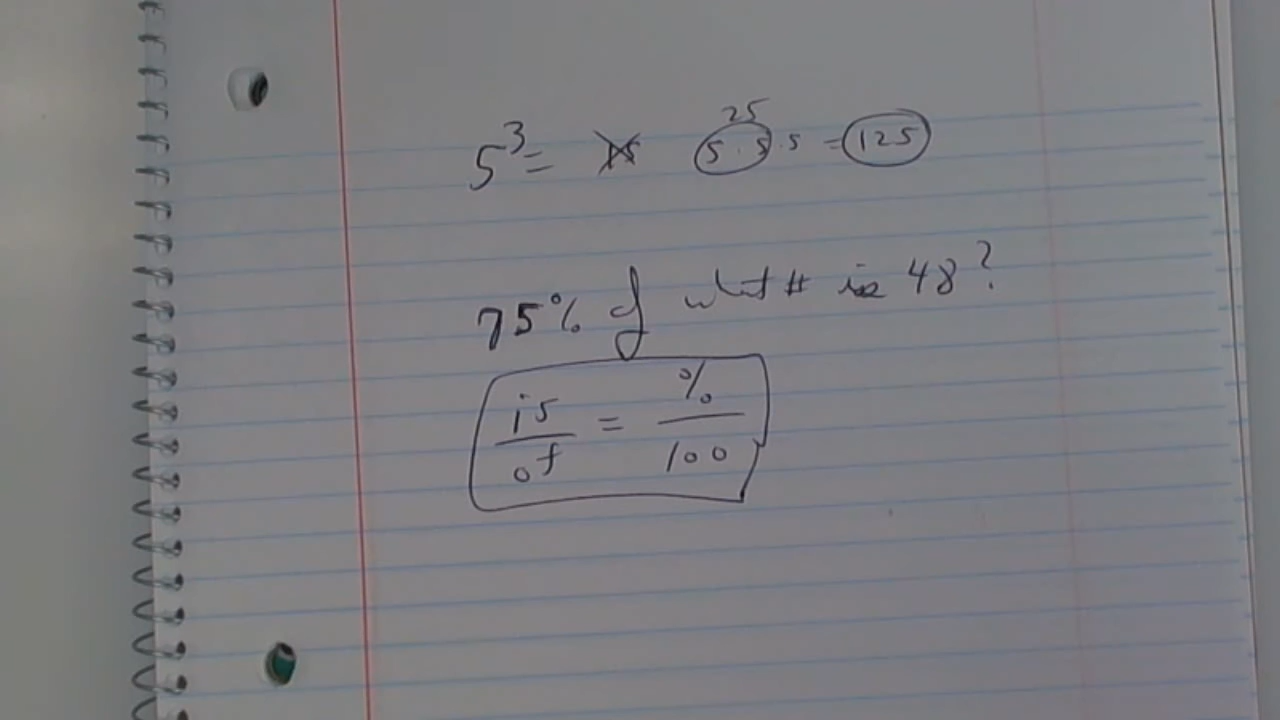 25
5³ = 5 · 5 · 5 = 125
75% of what # is 48?
is/of = %/100